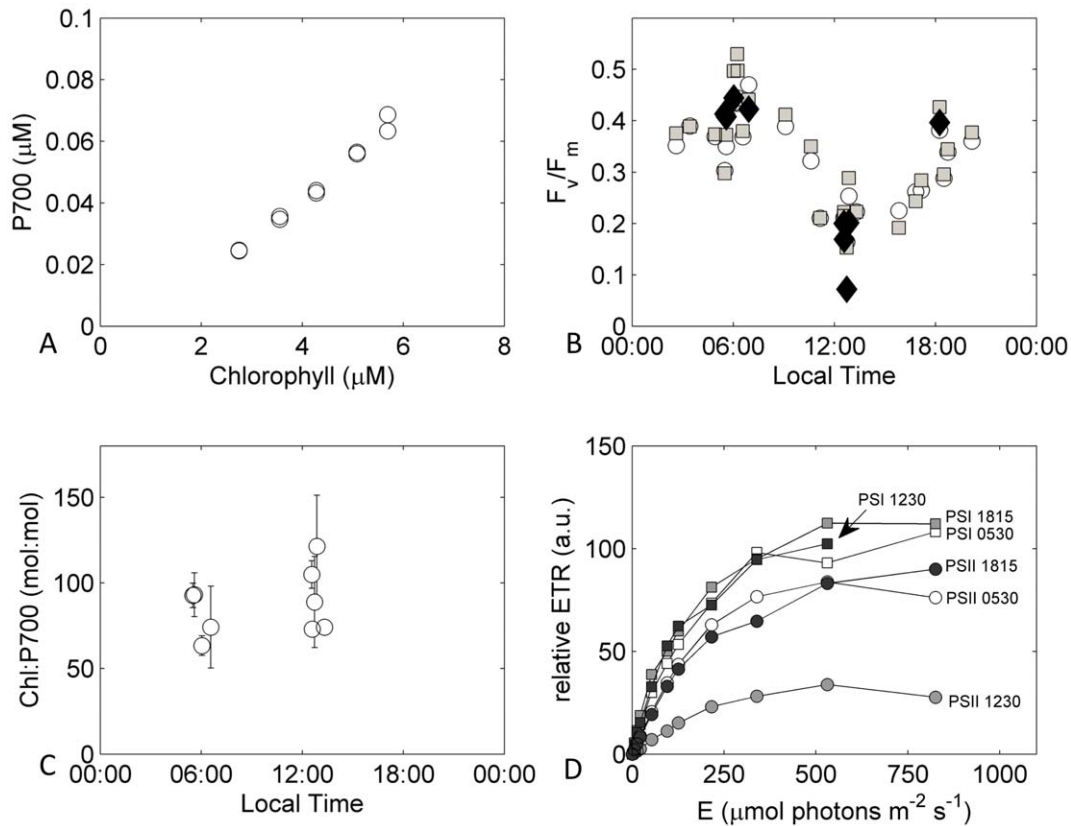 0.1
0.08
0.06
0.04
0.02
0
P700 (μM)
0 2 4 6 8
Chlorophyll (μM)
A
0.5
0.4
0.3
0.2
0.1
0
Fv/Fm
00:00 06:00 12:00 18:00 00:00
Local Time
B
150
100
50
0
Chl:P700 (mol:mol)
00:00 06:00 12:00 18:00 00:00
Local Time
C
150
100
50
0
relative ETR (a.u.)
PSI 1230
PSI 1815
PSI 0530
PSII 1815
PSII 0530
PSII 1230
0 250 500 750 1000
E (μmol photons m⁻² s⁻¹)
D